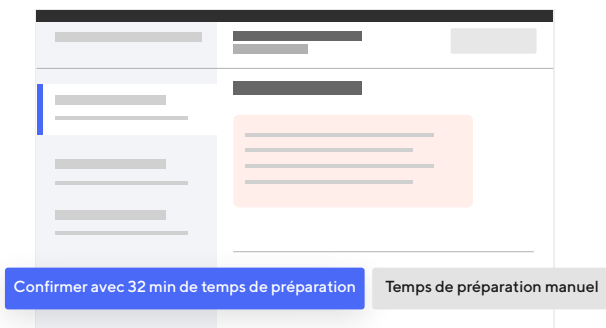 Confirmer avec 32 min de temps de préparation
Temps de préparation manuel